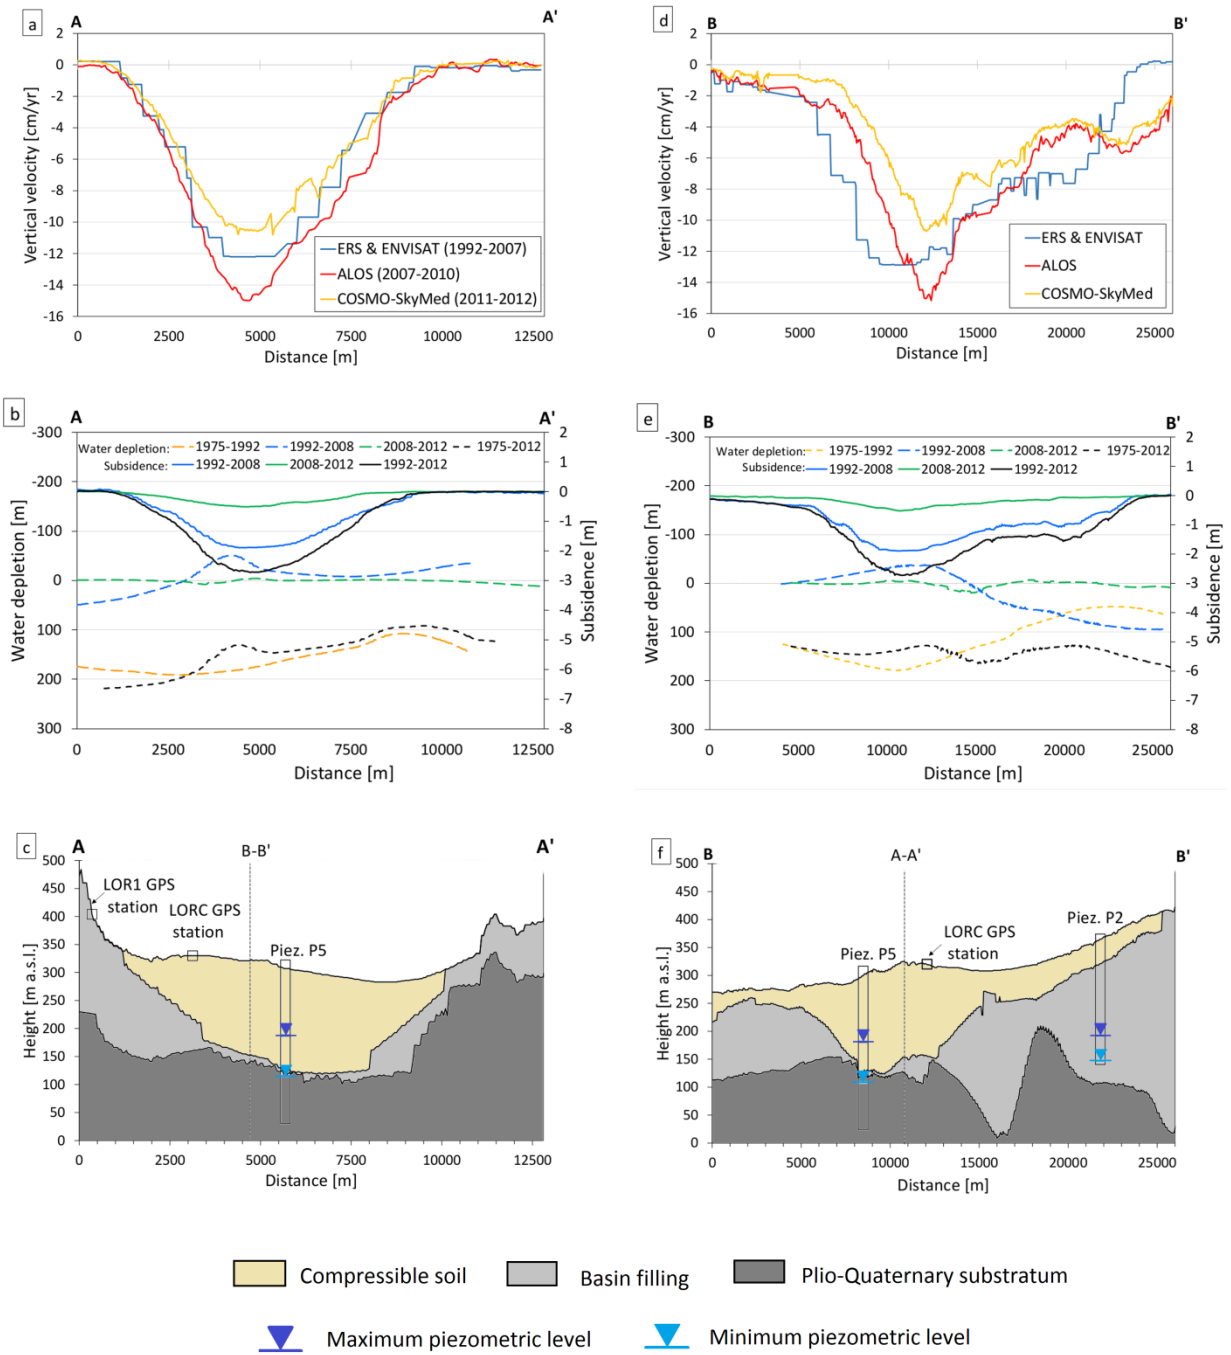 a
A
A'
2
0
-2
-4
-6
-8
-10
-12
-14
-16
Vertical velocity [cm/yr]
ERS & ENVISAT (1992-2007)
ALOS (2007-2010)
COSMO-SkyMed (2011-2012)
0 2500 5000 7500 10000 12500
Distance [m]
d
B
B'
2
0
-2
-4
-6
-8
-10
-12
-14
-16
Vertical velocity [cm/yr]
ERS & ENVISAT
ALOS
COSMO-SkyMed
0 5000 10000 15000 20000 25000
Distance [m]
b
A
A'
-300
-200
-100
0
100
200
300
Water depletion [m]
Water depletion: 1975-1992 1992-2008 2008-2012 1975-2012
Subsidence: 1992-2008 2008-2012 1992-2012
2
1
0
-1
-2
-3
-4
-5
-6
-7
-8
Subsidence [m]
0 2500 5000 7500 10000 12500
Distance [m]
e
B
B'
-300
-200
-100
0
100
200
300
Water depletion [m]
Water depletion: 1975-1992 1992-2008 2008-2012 1975-2012
Subsidence: 1992-2008 2008-2012 1992-2012
2
1
0
-1
-2
-3
-4
-5
-6
-7
-8
Subsidence [m]
0 5000 10000 15000 20000 25000
Distance [m]
c
A
A'
B-B'
500
450
400
350
300
250
200
150
100
50
0
Height [m a.s.l.]
LOR1 GPS
station
LORC GPS
station
Piez. P5
0 2500 5000 7500 10000 12500
Distance [m]
f
B
B'
A-A'
500
450
400
350
300
250
200
150
100
50
0
Height [m a.s.l.]
Piez. P5
LORC GPS
station
Piez. P2
0 5000 10000 15000 20000 25000
Distance [m]
Compressible soil
Basin filling
Plio-Quaternary substratum
Maximum piezometric level
Minimum piezometric level